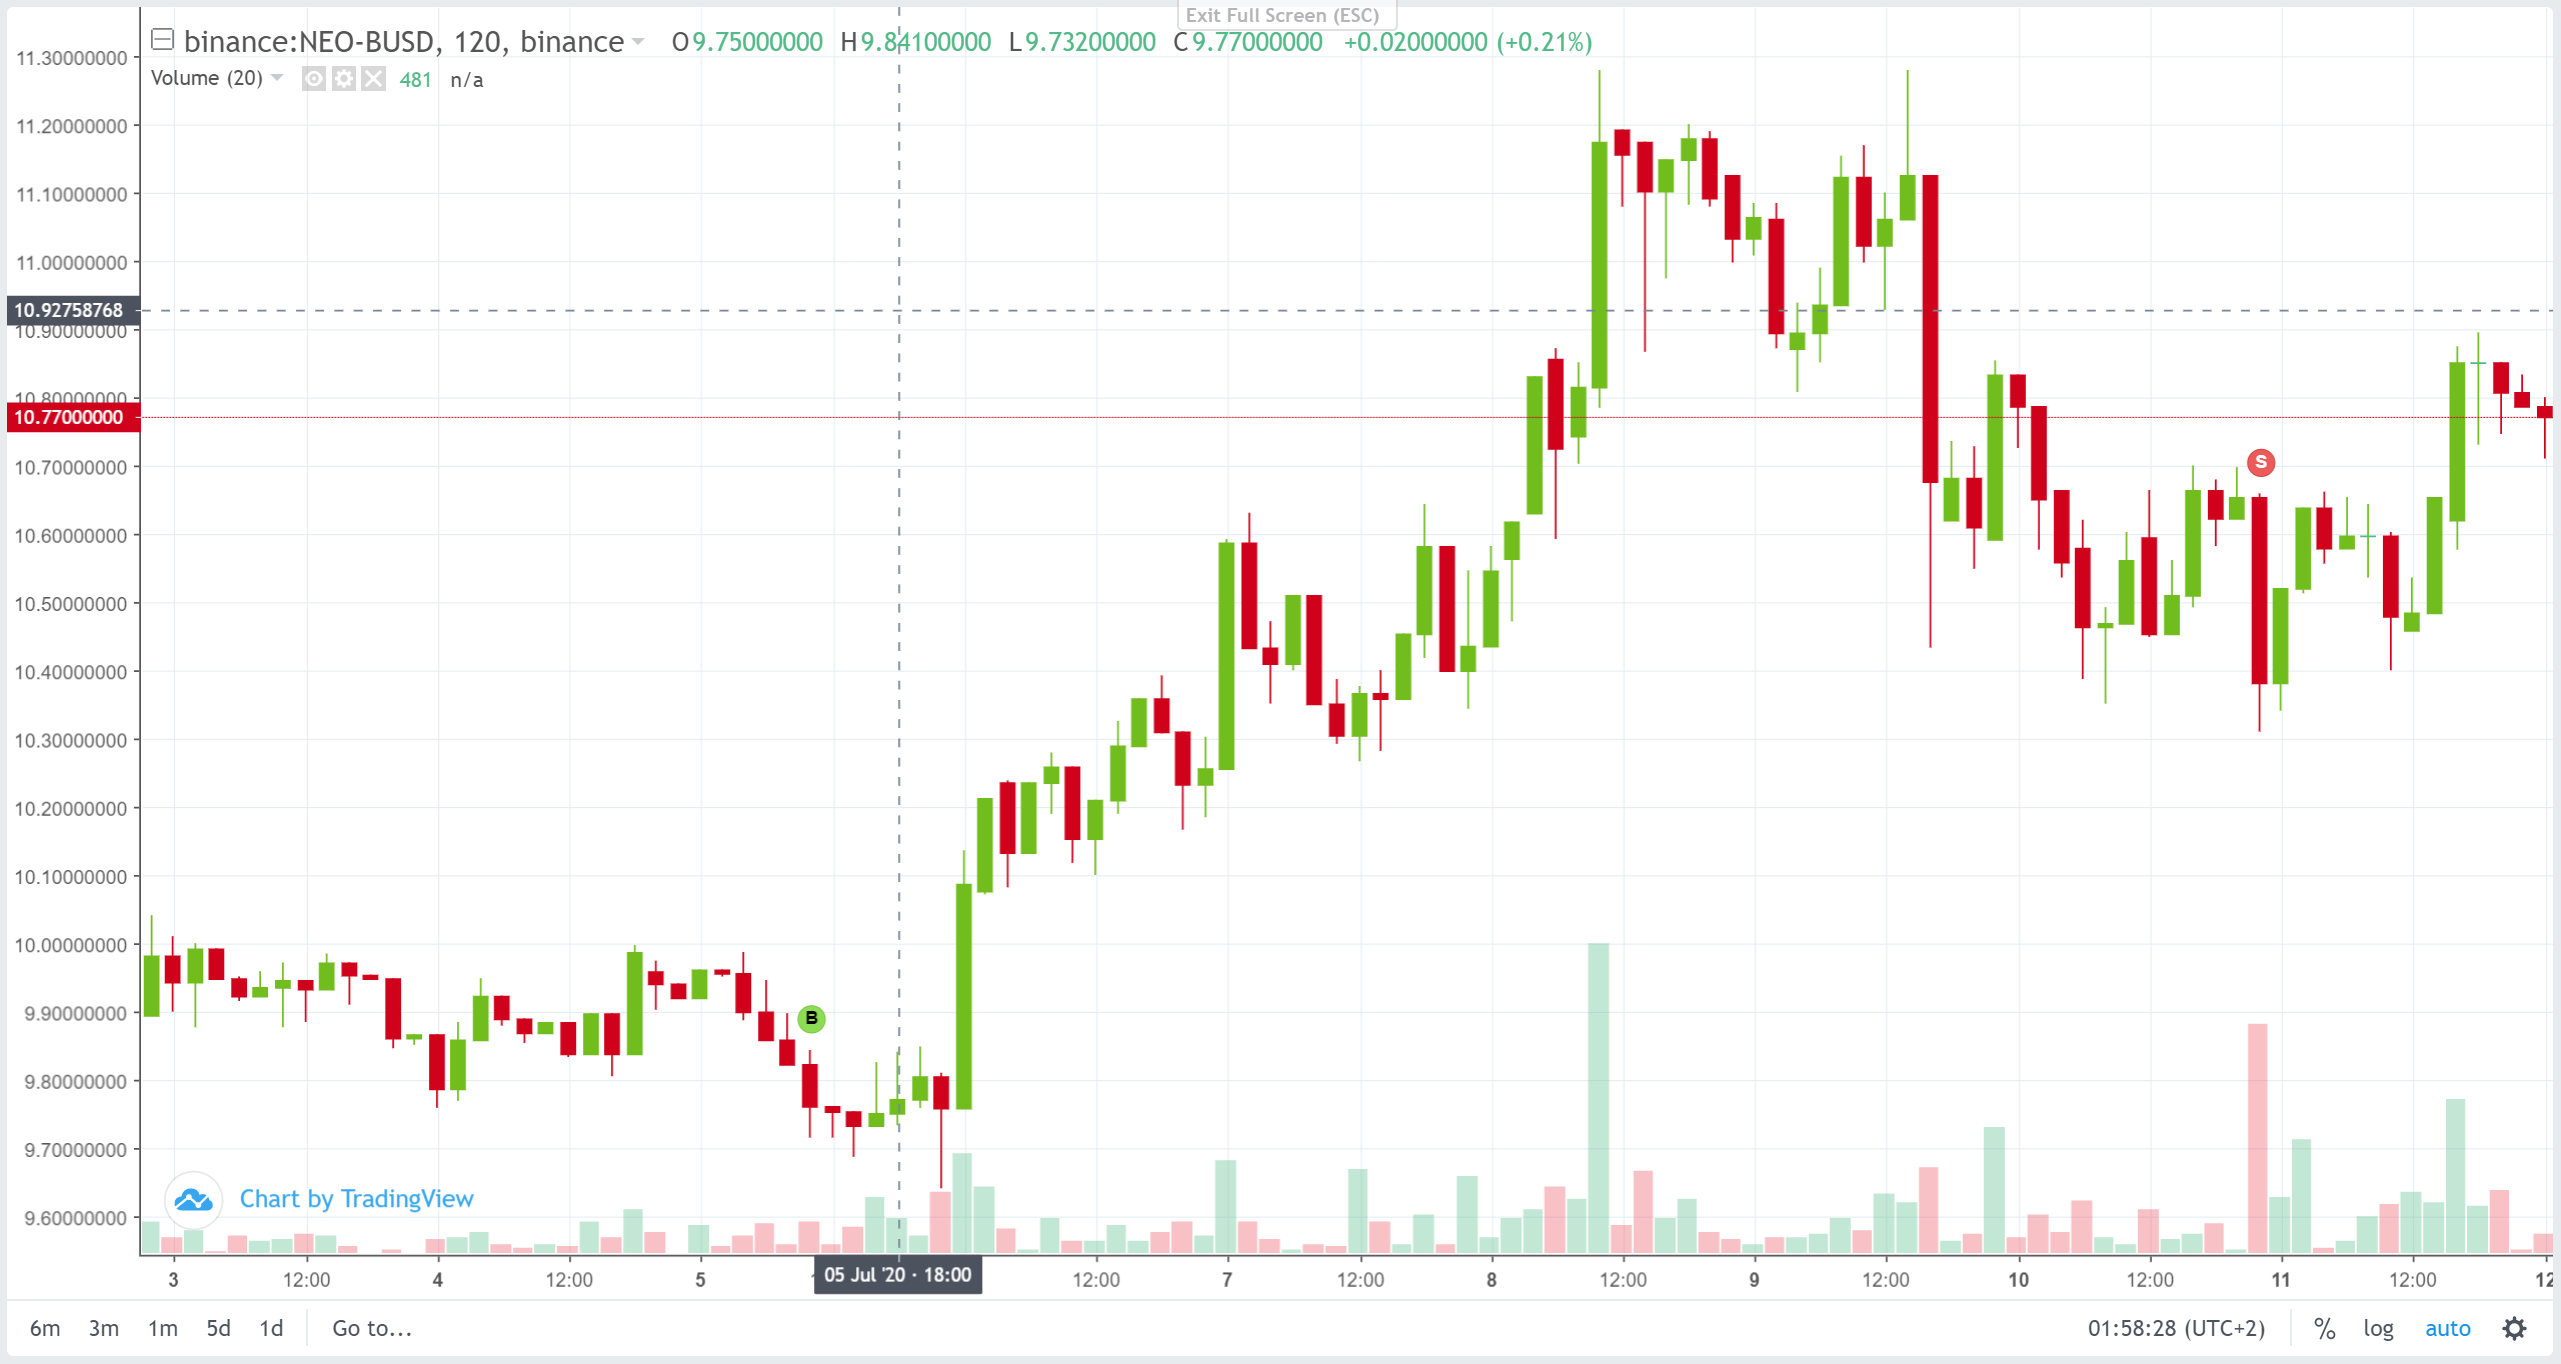 Exit Full Screen (ESC)
binance:NEO-BUSD, 120, binance O9.75000000 H9.84100000 L9.73200000 C9.77000000 +0.02000000 (+0.21%)
Volume (20) 481 n/a
11.30000000
11.20000000
11.10000000
11.00000000
10.92758768
10.90000000
10.80000000
10.77000000
10.70000000
S
10.60000000
10.50000000
10.40000000
10.30000000
10.20000000
10.10000000
10.00000000
9.90000000
B
9.80000000
9.70000000
Chart by TradingView
9.60000000
3 12:00 4 12:00 5 05 Jul '20 · 18:00 12:00 7 12:00 8 12:00 9 12:00 10 12:00 11 12:00 12
6m 3m 1m 5d 1d Go to... 01:58:28 (UTC+2) % log auto